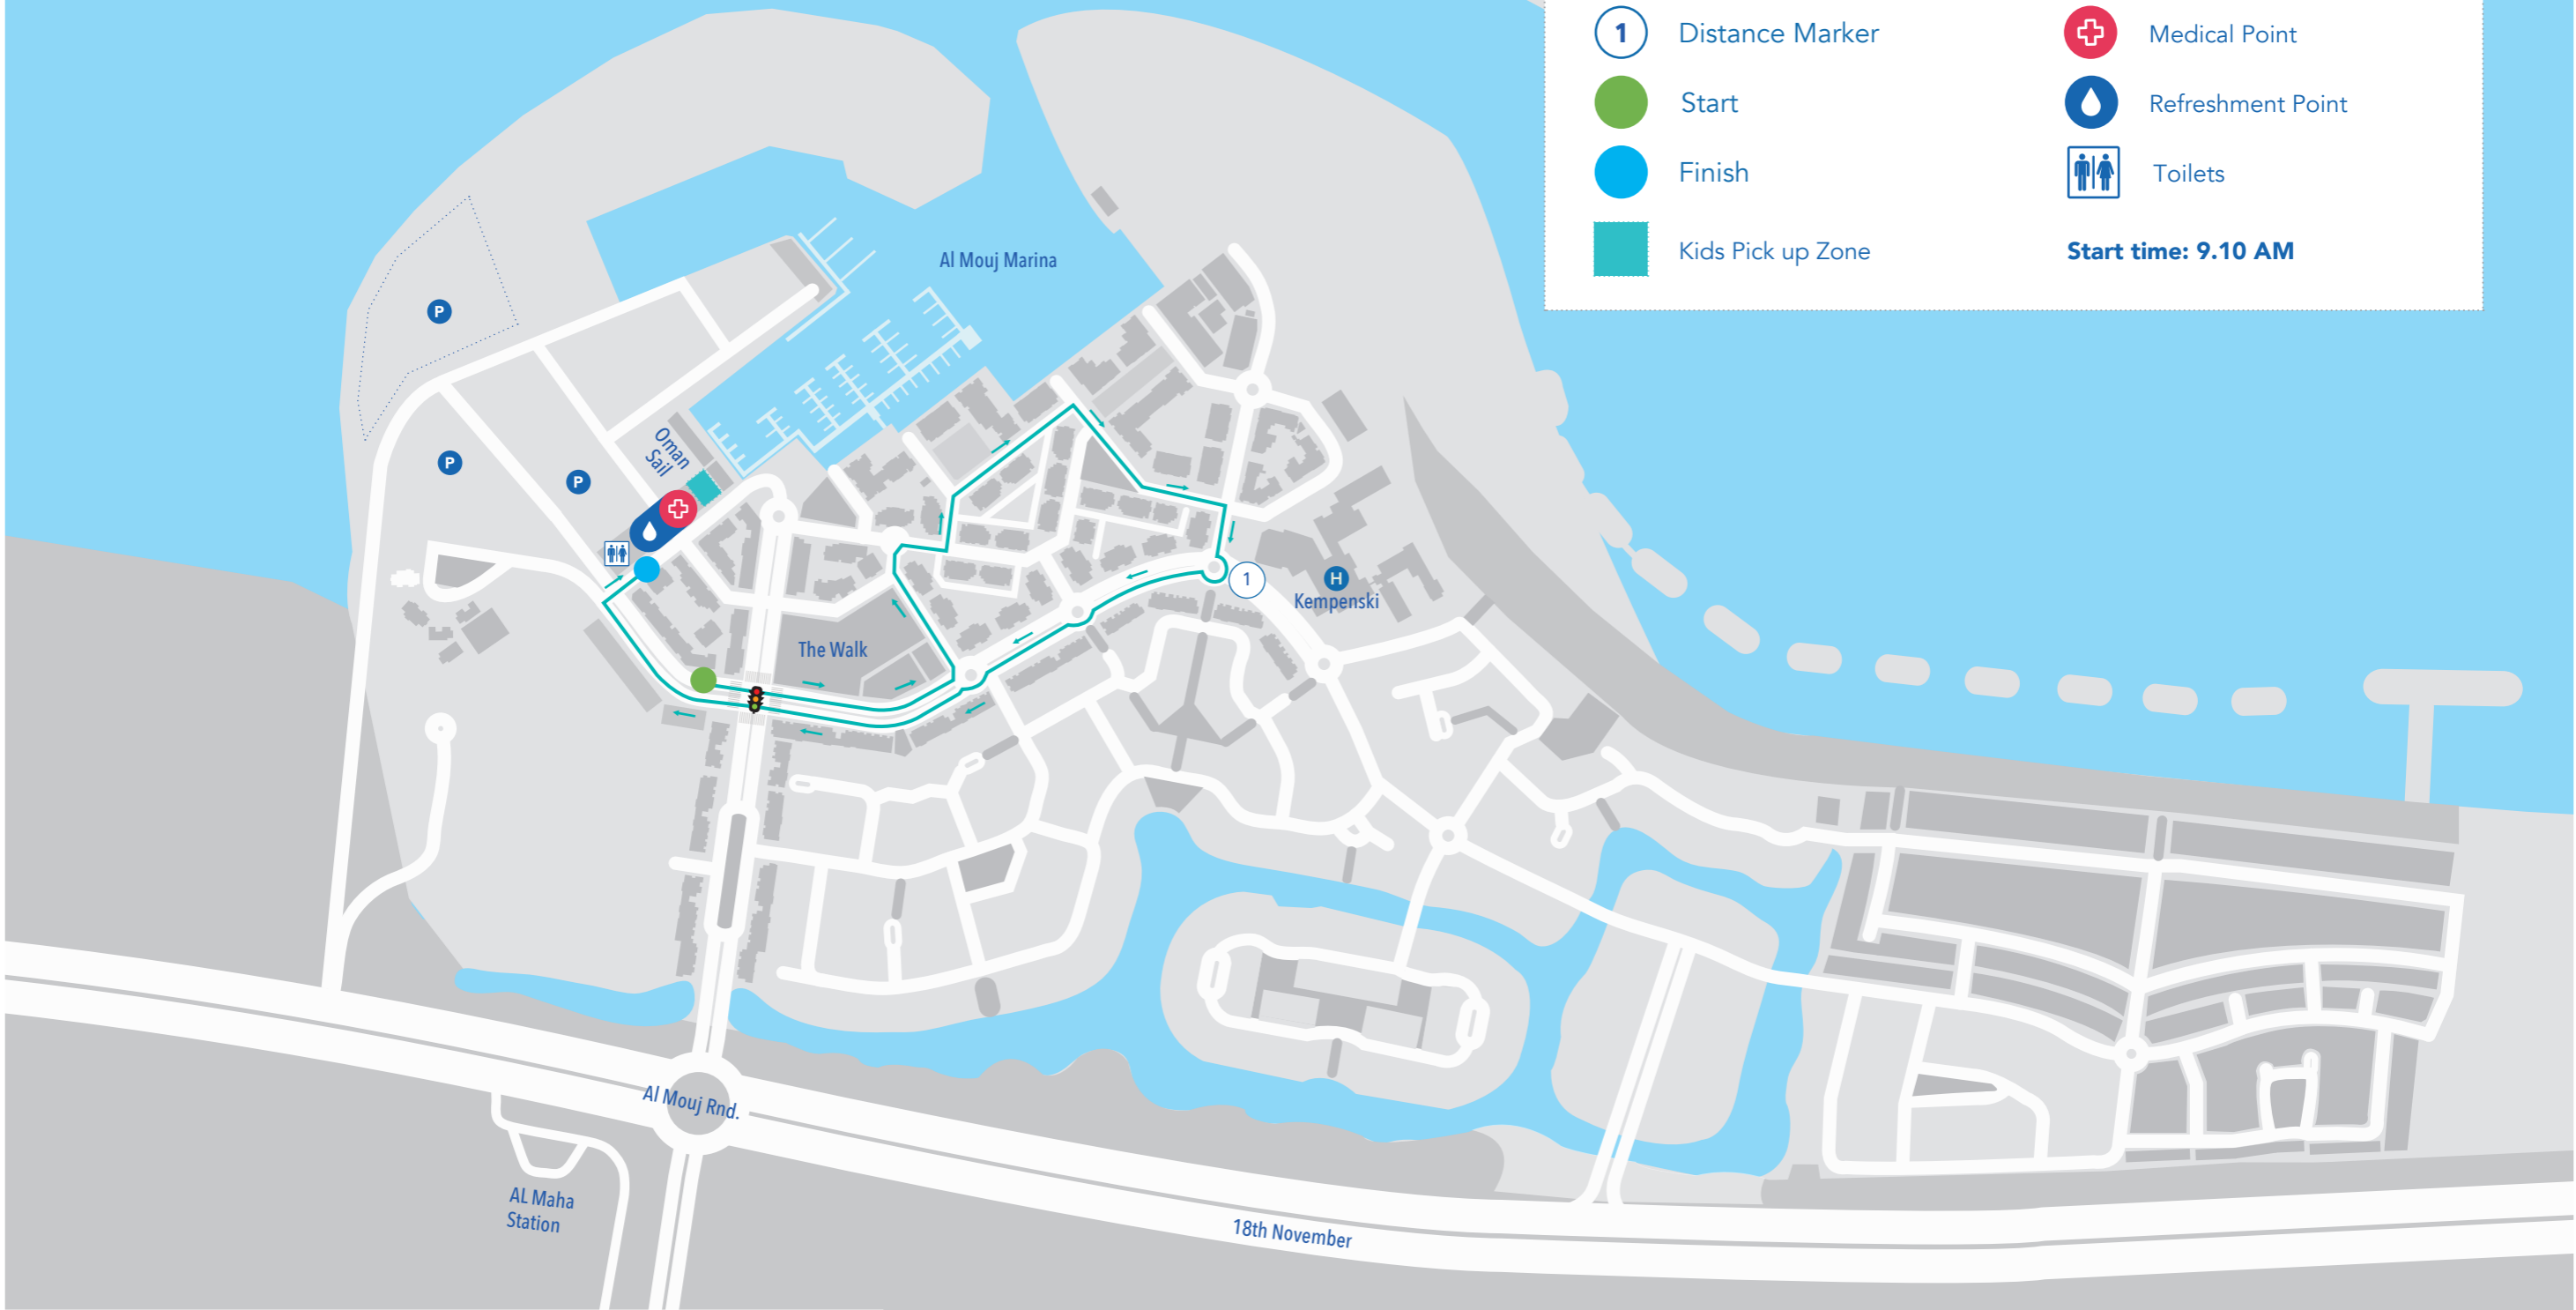 1 Distance Marker
Medical Point
Start
Refreshment Point
Finish
Toilets
Kids Pick up Zone
Start time: 9.10 AM
Al Mouj Marina
P
P
P
Oman
Sail
1
H
Kempenski
The Walk
Al Mouj Rnd.
AL Maha
Station
18th November